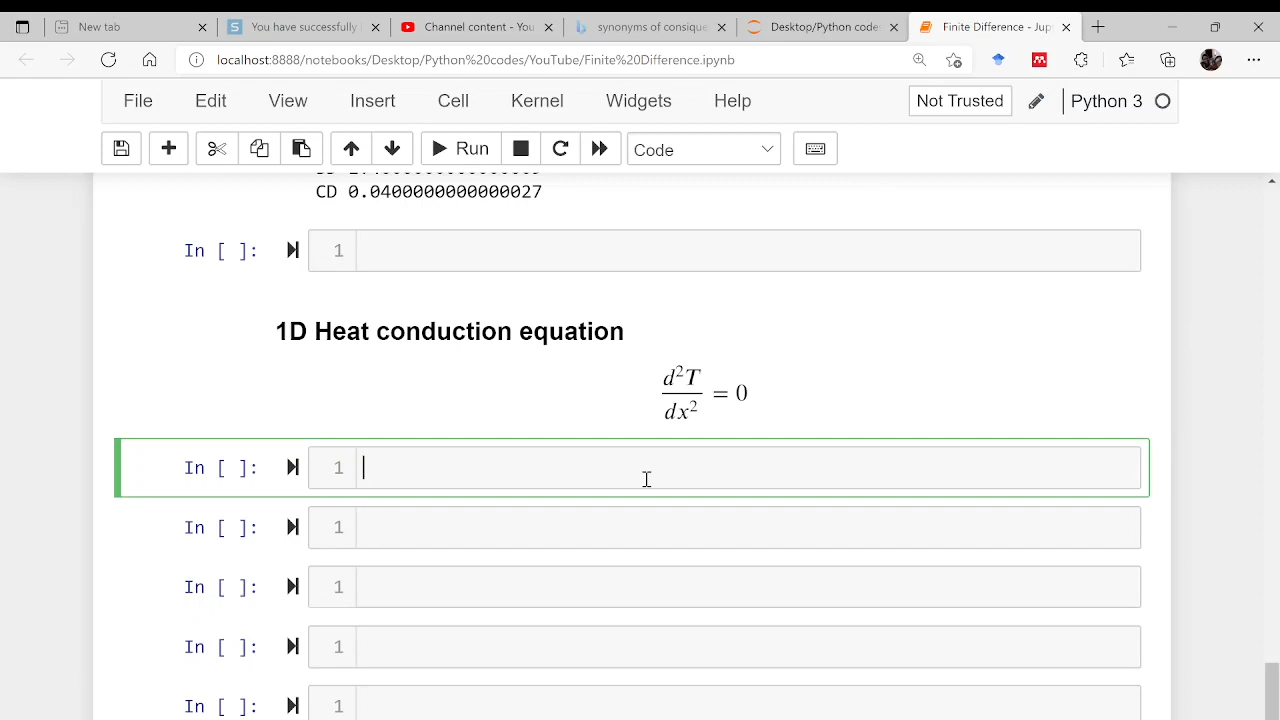 New tab
You have successfully
Channel content - You
synonyms of consique
Desktop/Python code
Finite Difference - Jup
localhost:8888/notebooks/Desktop/Python%20codes/YouTube/Finite%20Difference.ipynb
File Edit View Insert Cell Kernel Widgets Help
Not Trusted
Python 3
Run
Code
CD 0.0400000000000027
In [ ]: 1
1D Heat conduction equation
d²T/dx² = 0
In [ ]: 1
In [ ]: 1
In [ ]: 1
In [ ]: 1
In [ ]: 1